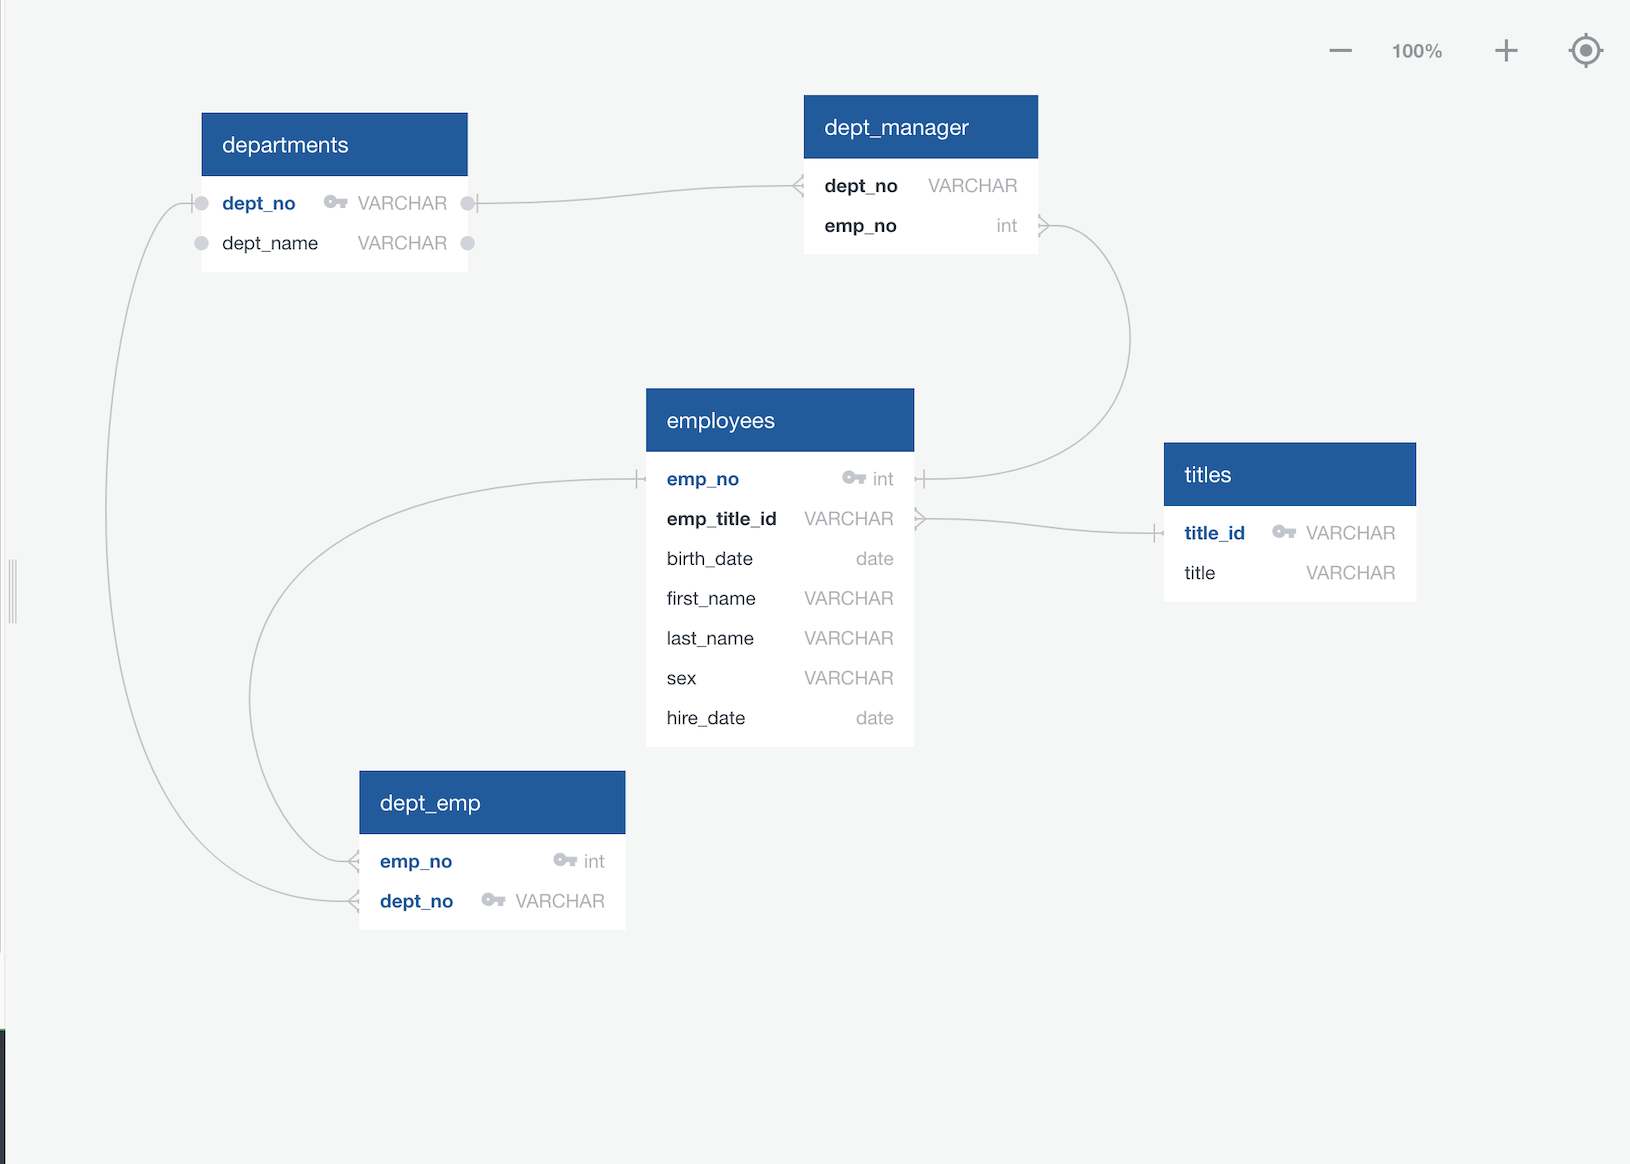 100%
departments
dept_no VARCHAR
dept_name VARCHAR
dept_manager
dept_no VARCHAR
emp_no int
employees
emp_no int
emp_title_id VARCHAR
birth_date date
first_name VARCHAR
last_name VARCHAR
sex VARCHAR
hire_date date
titles
title_id VARCHAR
title VARCHAR
dept_emp
emp_no int
dept_no VARCHAR